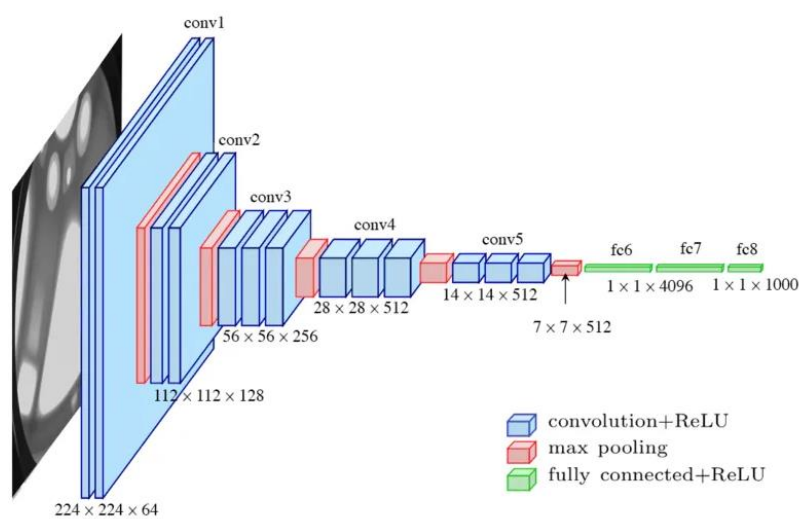 conv1
conv2
conv3
conv4
conv5
fc6
fc7
fc8
224 × 224 × 64
112 × 112 × 128
56 × 56 × 256
28 × 28 × 512
14 × 14 × 512
7 × 7 × 512
1 × 1 × 4096
1 × 1 × 1000
convolution+ReLU
max pooling
fully connected+ReLU